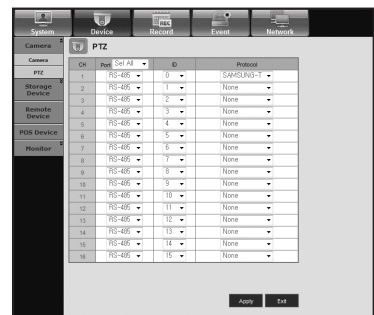 System Device Record Event Network
Camera
Camera
PTZ
Storage
Device
Remote
Device
POS Device
Monitor
PTZ
CH Port Set All ID Protocol
1 RS-485 0 SAMSUNG-T
2 RS-485 1 None
3 RS-485 2 None
4 RS-485 3 None
5 RS-485 4 None
6 RS-485 5 None
7 RS-485 6 None
8 RS-485 7 None
9 RS-485 8 None
10 RS-485 9 None
11 RS-485 10 None
12 RS-485 11 None
13 RS-485 12 None
14 RS-485 13 None
15 RS-485 14 None
16 RS-485 15 None
Apply Exit